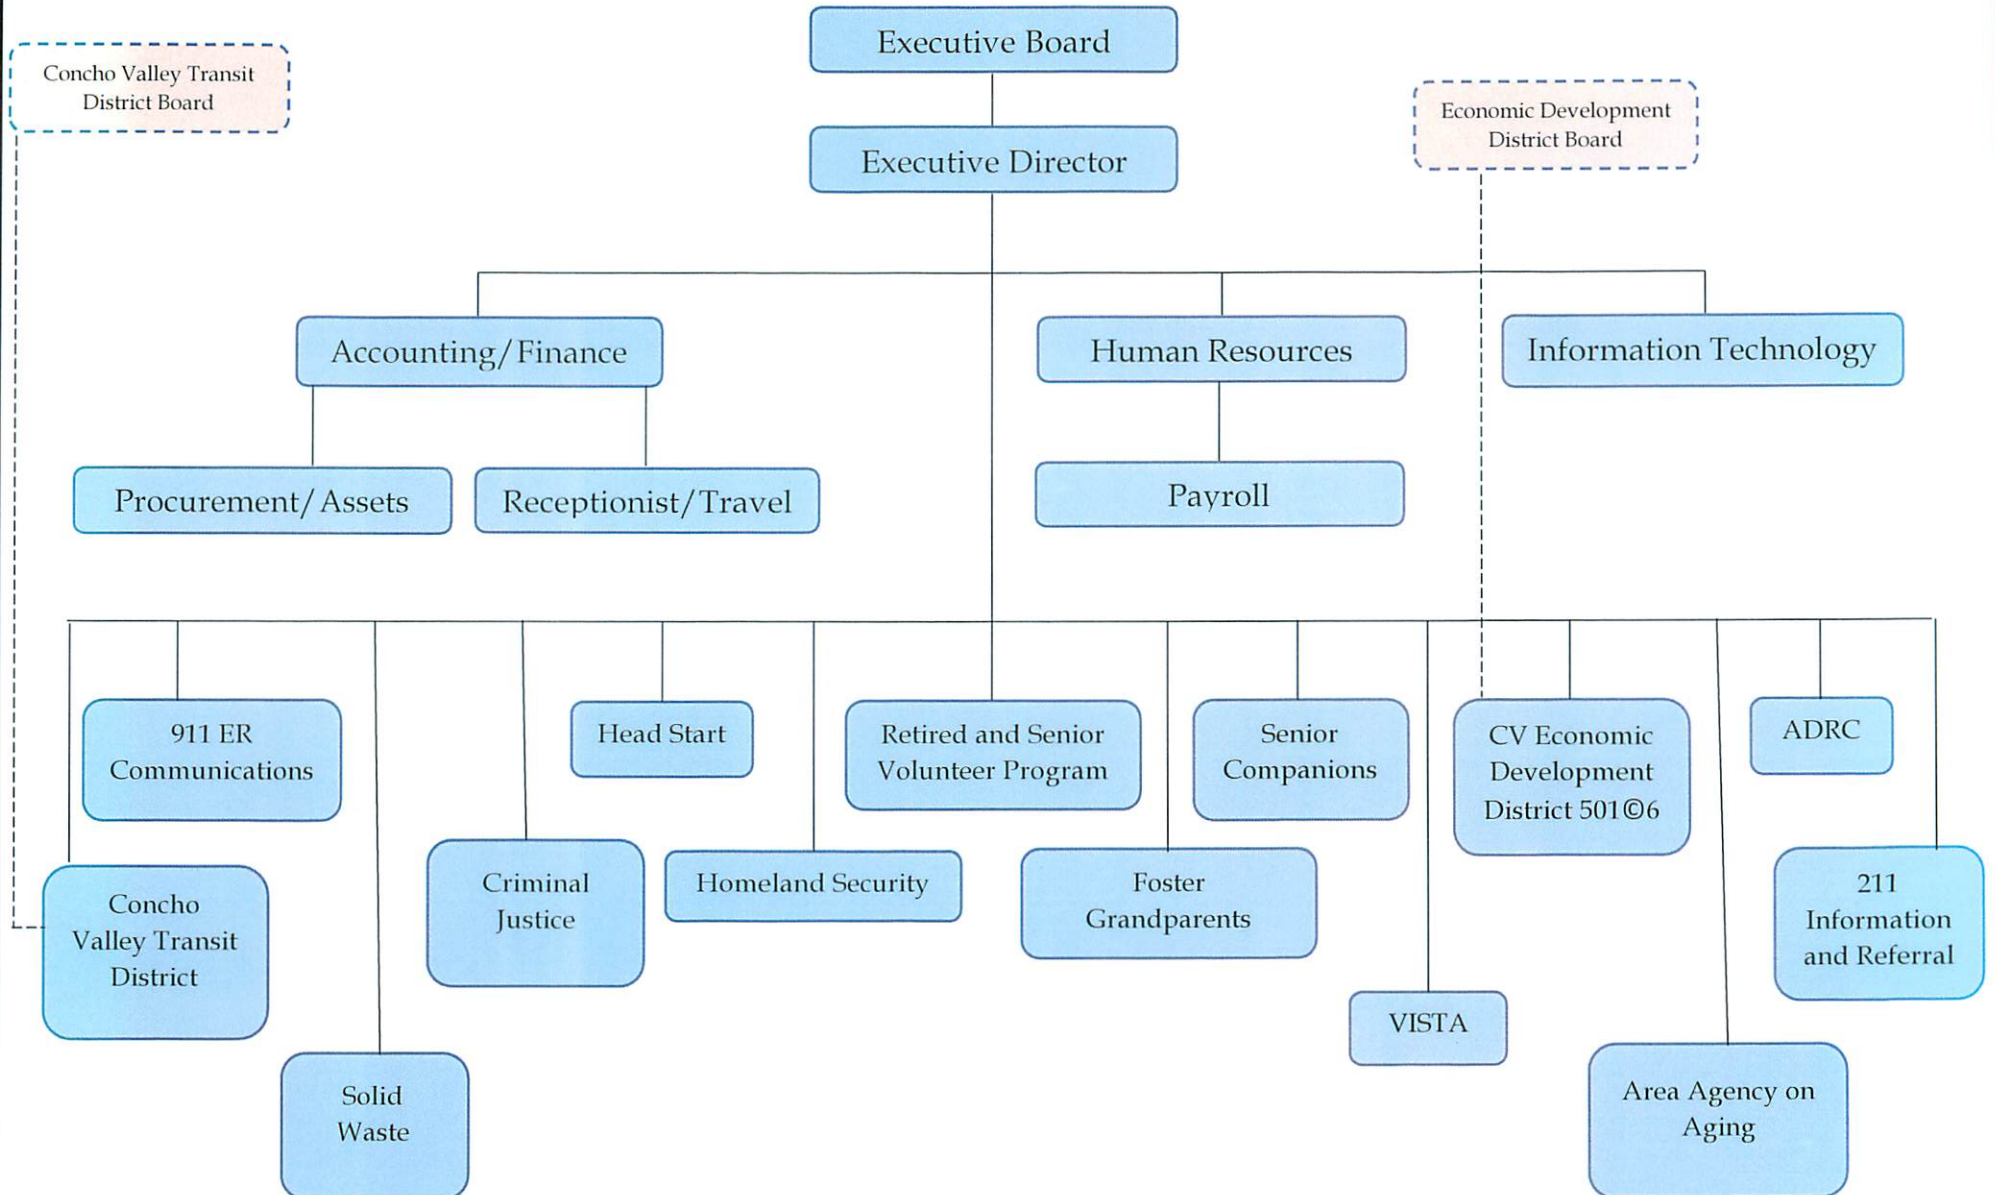 Executive Board
Concho Valley Transit
District Board
Economic Development
District Board
Executive Director
Accounting/Finance
Human Resources
Information Technology
Procurement/Assets
Receptionist/Travel
Payroll
911 ER
Communications
Head Start
Retired and Senior
Volunteer Program
Senior
Companions
CV Economic
Development
District 501©6
ADRC
Concho
Valley Transit
District
Criminal
Justice
Homeland Security
Foster
Grandparents
211
Information
and Referral
VISTA
Solid
Waste
Area Agency on
Aging